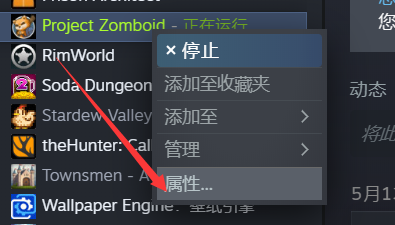 Project Zomboid - 正在运行
您
× 停止
RimWorld
添加至收藏夹
Soda Dungeon
动态
添加至
Stardew Valley
theHunter: Cal
管理
将此
Townsmen - A
属性...
5月1
Wallpaper Engine: 壁纸引擎